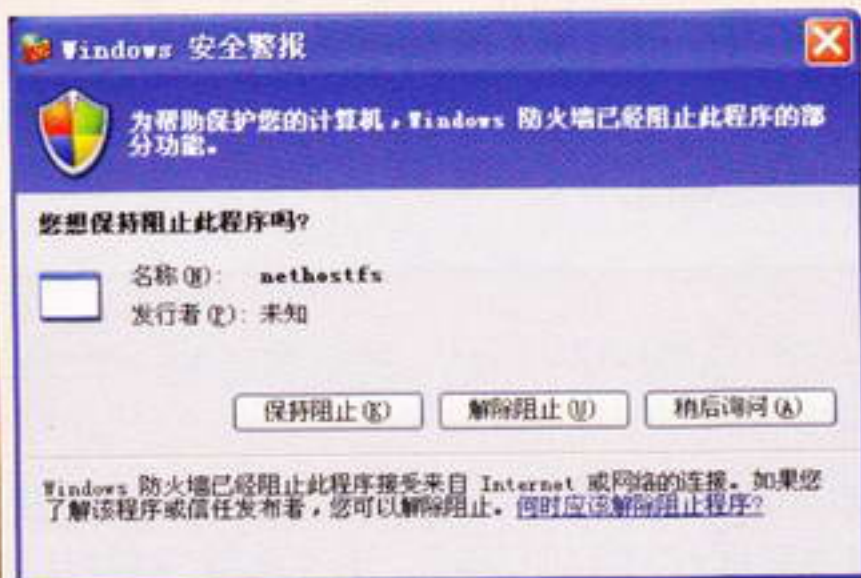 Windows 安全警报
为帮助保护您的计算机，Windows 防火墙已经阻止此程序的部
分功能。
您想保持阻止此程序吗?
名称(N): nethostfs
发行者(P): 未知
保持阻止(K) 解除阻止(U) 稍后询问(A)
Windows 防火墙已经阻止此程序接受来自 Internet 或网络的连接。如果您
了解该程序或信任发布者，您可以解除阻止。何时应该解除阻止程序?